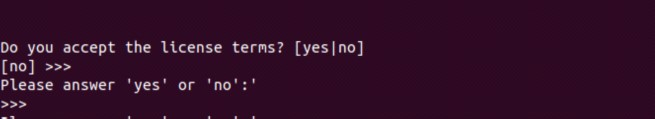 Do you accept the license terms? [yes|no]
[no] >>>
Please answer 'yes' or 'no':'
>>>